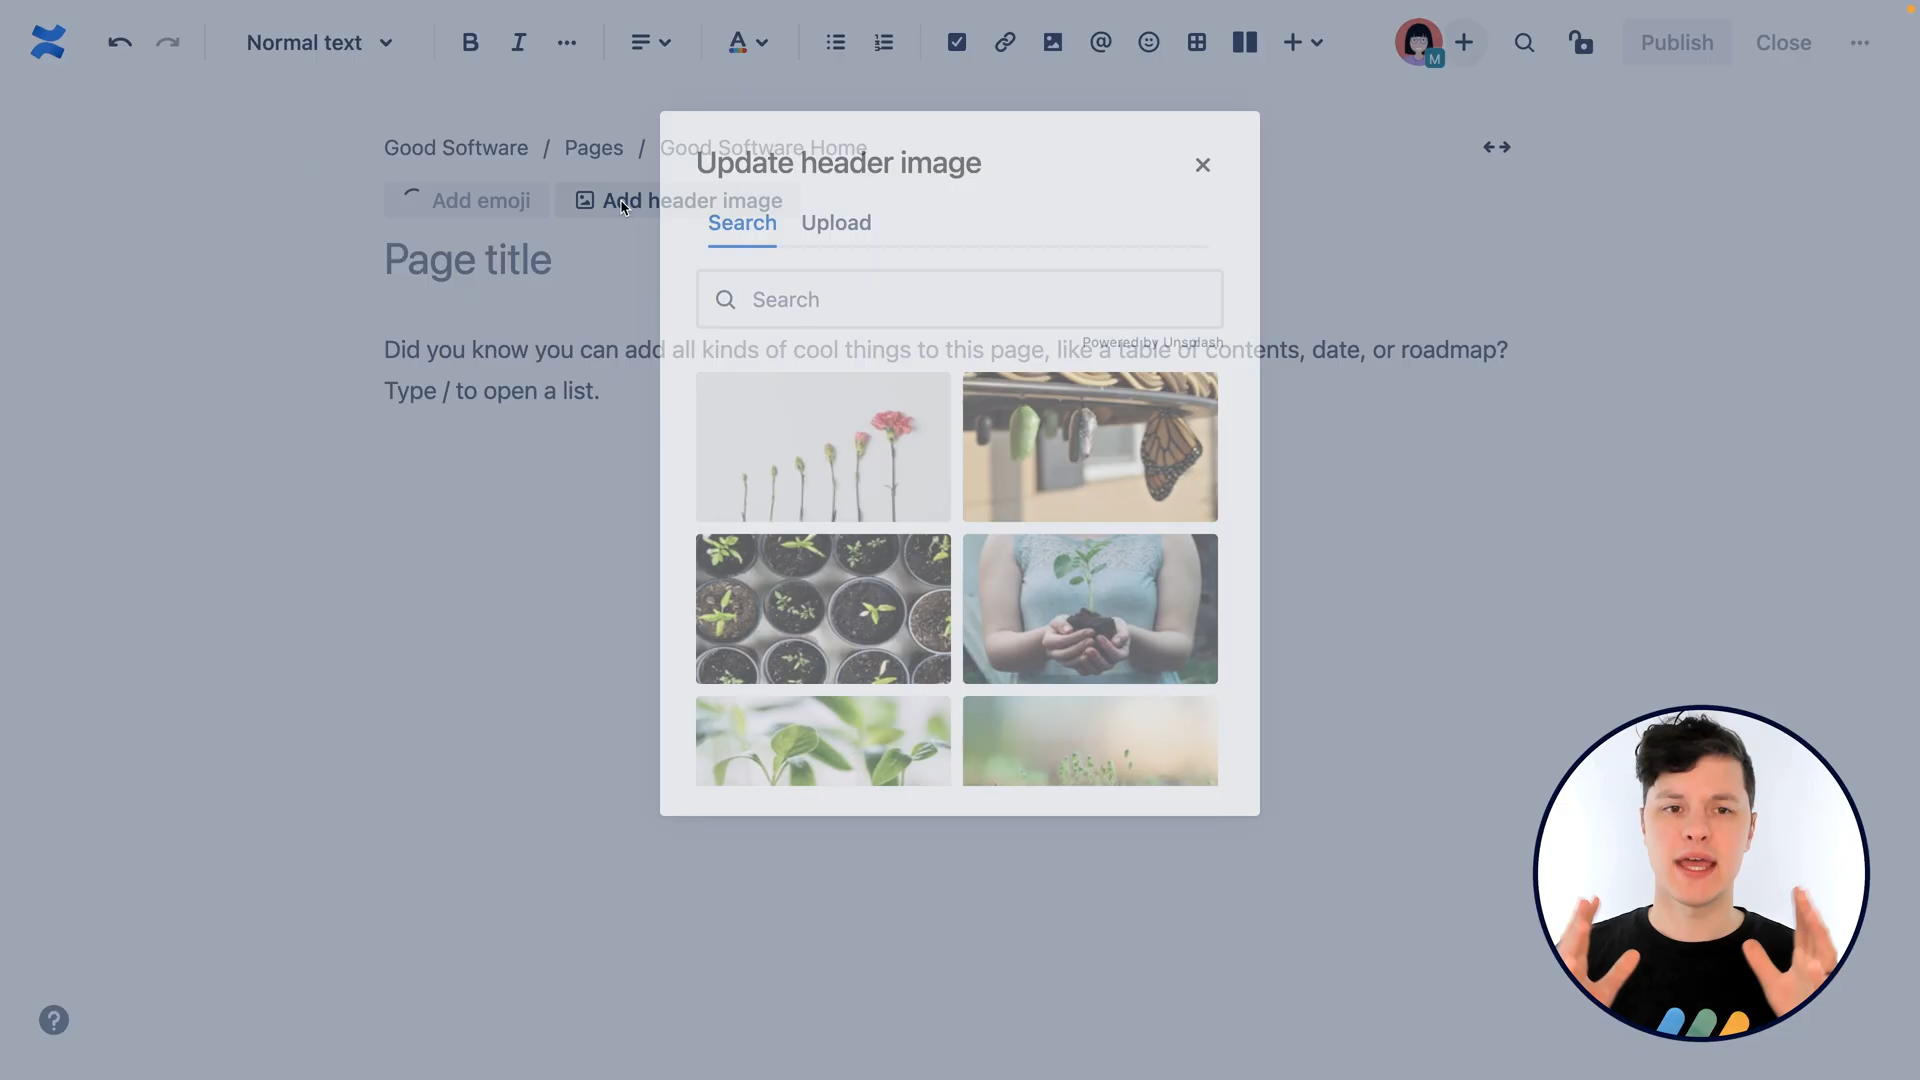 Normal text
B I
A
M
Publish
Close
Good Software / Pages / Good Software Home
Update header image
Add emoji
Add header image
Search
Upload
Page title
Search
Powered by Unsplash
Did you know you can add all kinds of cool things to this page, like a table of contents, date, or roadmap?
Type / to open a list.
?